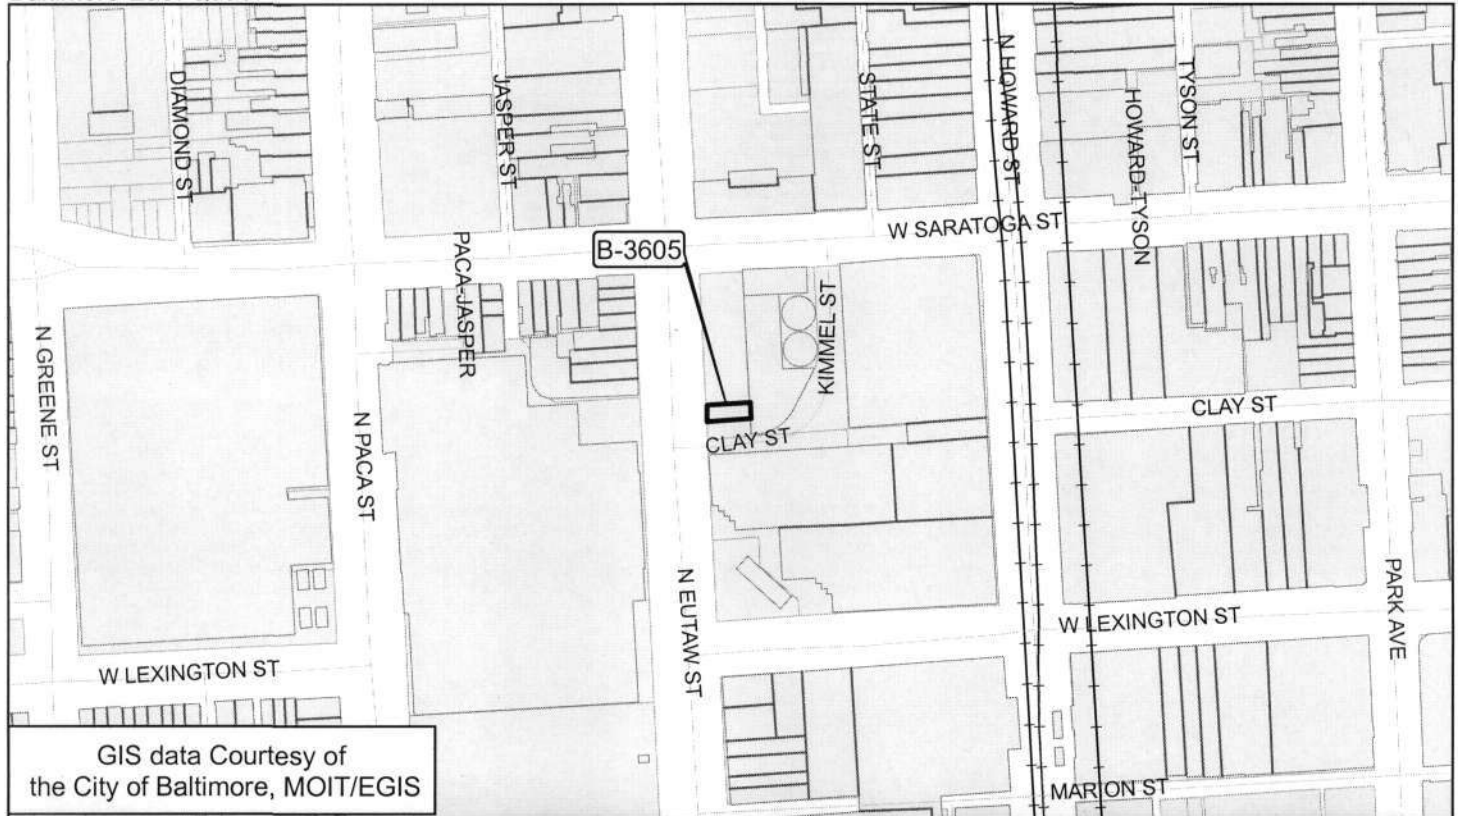 DIAMOND ST
JASPER ST
STATE ST
N HOWARD ST
HOWARD-TYSON
TYSON ST
W SARATOGA ST
B-3605
PACA-JASPER
KIMMEL ST
N GREENE ST
N PACA ST
CLAY ST
CLAY ST
N EUTAW ST
W LEXINGTON ST
PARK AVE
W LEXINGTON ST
MARION ST
GIS data Courtesy of
the City of Baltimore, MOIT/EGIS